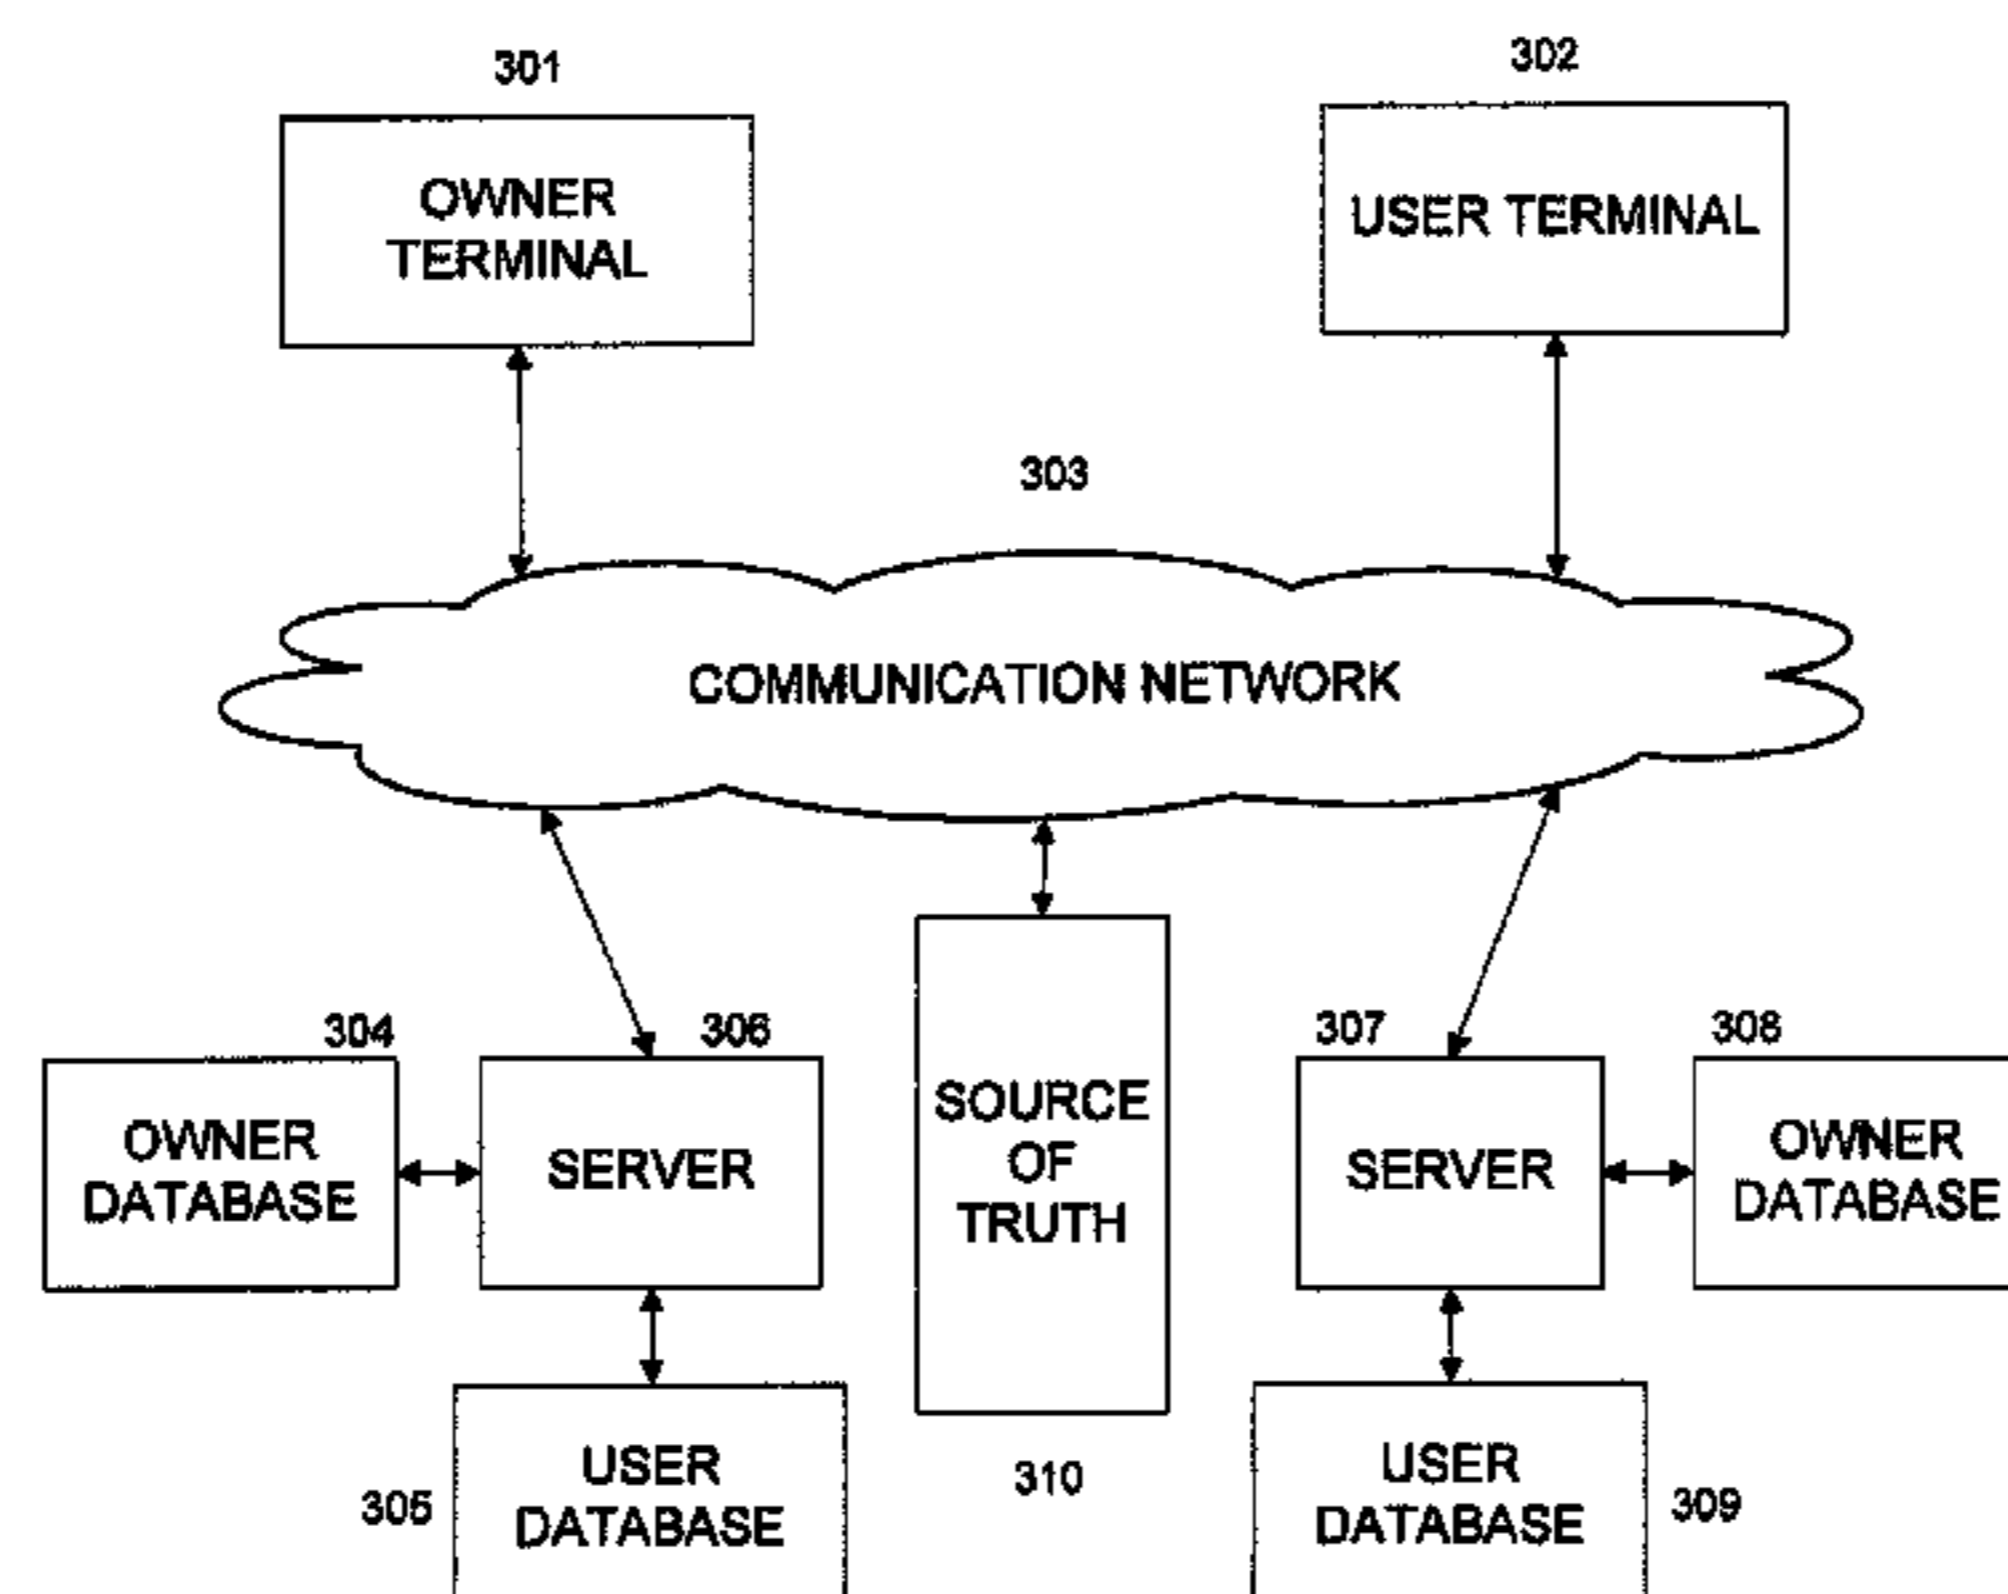 301
302
OWNER
TERMINAL
USER TERMINAL
303
COMMUNICATION NETWORK
304
306
307
308
OWNER
DATABASE
SERVER
SOURCE
OF
TRUTH
SERVER
OWNER
DATABASE
305
USER
DATABASE
310
USER
DATABASE
309